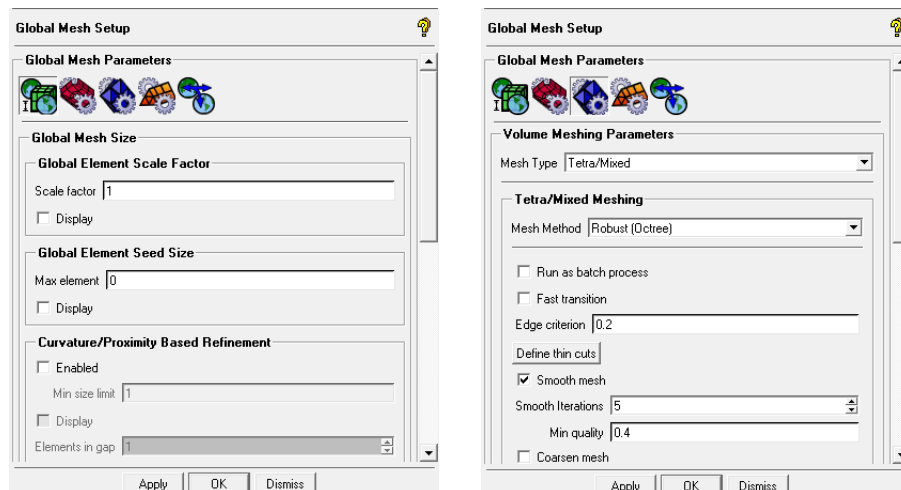 Global Mesh Setup
Global Mesh Parameters
Global Mesh Size
Global Element Scale Factor
Scale factor 1
Display
Global Element Seed Size
Max element 0
Display
Curvature/Proximity Based Refinement
Enabled
Min size limit 1
Display
Elements in gap 1
Apply OK Dismiss
Global Mesh Setup
Global Mesh Parameters
Volume Meshing Parameters
Mesh Type Tetra/Mixed
Tetra/Mixed Meshing
Mesh Method Robust (Octree)
Run as batch process
Fast transition
Edge criterion 0.2
Define thin cuts
Smooth mesh
Smooth Iterations 5
Min quality 0.4
Coarsen mesh
Apply OK Dismiss